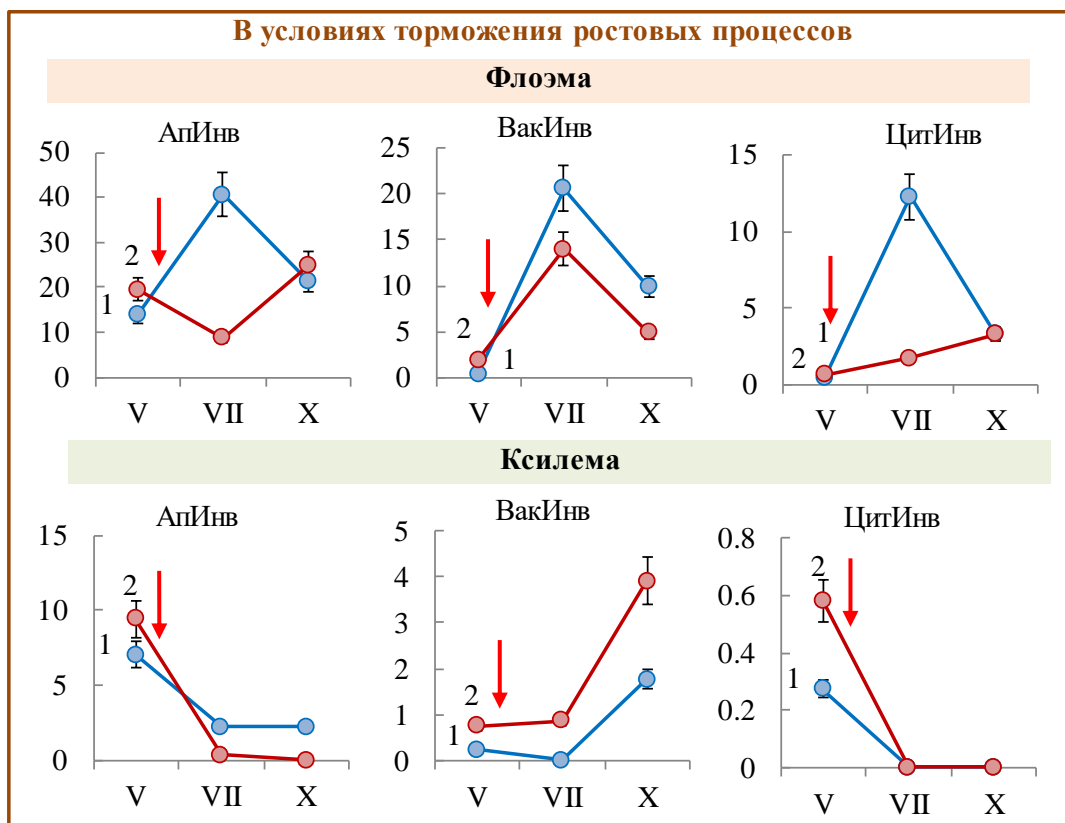 В условиях торможения ростовых процессов
Флоэма
АпИнв
50
40
30
20
10
0
2
1
V VII X
ВакИнв
25
20
15
10
5
0
2
1
V VII X
ЦитИнв
15
10
5
0
1
2
V VII X
Ксилема
АпИнв
15
10
5
0
2
1
V VII X
ВакИнв
5
4
3
2
1
0
2
1
V VII X
ЦитИнв
0.8
0.6
0.4
0.2
0
2
1
V VII X